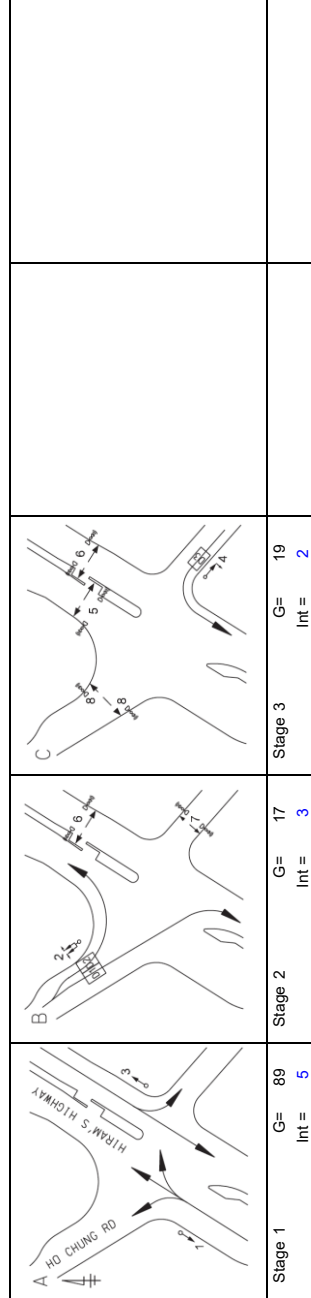 A
HO CHUNG RD
HIRAM'S HIGHWAY
3
1
Stage 1
G= 89
Int = 5
B
2
6
7
Stage 2
G= 17
Int = 3
C
5
6
8
8
4
Stage 3
G= 19
Int = 2